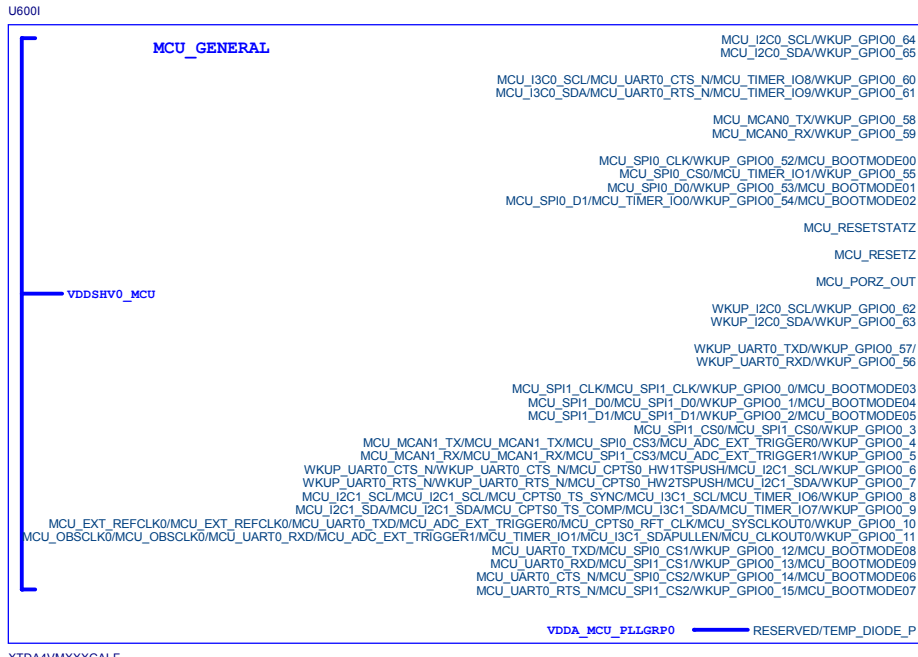 U600I
MCU_GENERAL
MCU_I2C0_SCL/WKUP_GPIO0_64
MCU_I2C0_SDA/WKUP_GPIO0_65
MCU_I3C0_SCL/MCU_UART0_CTS_N/MCU_TIMER_IO8/WKUP_GPIO0_60
MCU_I3C0_SDA/MCU_UART0_RTS_N/MCU_TIMER_IO9/WKUP_GPIO0_61
MCU_MCAN0_TX/WKUP_GPIO0_58
MCU_MCAN0_RX/WKUP_GPIO0_59
MCU_SPI0_CLK/WKUP_GPIO0_52/MCU_BOOTMODE00
MCU_SPI0_CS0/MCU_TIMER_IO1/WKUP_GPIO0_55
MCU_SPI0_D0/WKUP_GPIO0_53/MCU_BOOTMODE01
MCU_SPI0_D1/MCU_TIMER_IO0/WKUP_GPIO0_54/MCU_BOOTMODE02
MCU_RESETSTATZ
MCU_RESETZ
MCU_PORZ_OUT
VDDSHV0_MCU
WKUP_I2C0_SCL/WKUP_GPIO0_62
WKUP_I2C0_SDA/WKUP_GPIO0_63
WKUP_UART0_TXD/WKUP_GPIO0_57/
WKUP_UART0_RXD/WKUP_GPIO0_56
MCU_SPI1_CLK/MCU_SPI1_CLK/WKUP_GPIO0_0/MCU_BOOTMODE03
MCU_SPI1_D0/MCU_SPI1_D0/WKUP_GPIO0_1/MCU_BOOTMODE04
MCU_SPI1_D1/MCU_SPI1_D1/WKUP_GPIO0_2/MCU_BOOTMODE05
MCU_SPI1_CS0/MCU_SPI1_CS0/WKUP_GPIO0_3
MCU_MCAN1_TX/MCU_MCAN1_TX/MCU_SPI0_CS3/MCU_ADC_EXT_TRIGGER0/WKUP_GPIO0_4
MCU_MCAN1_RX/MCU_MCAN1_RX/MCU_SPI1_CS3/MCU_ADC_EXT_TRIGGER1/WKUP_GPIO0_5
WKUP_UART0_CTS_N/WKUP_UART0_CTS_N/MCU_CPTS0_HW1TSPUSH/MCU_I2C1_SCL/WKUP_GPIO0_6
WKUP_UART0_RTS_N/WKUP_UART0_RTS_N/MCU_CPTS0_HW2TSPUSH/MCU_I2C1_SDA/WKUP_GPIO0_7
MCU_I2C1_SCL/MCU_I2C1_SCL/MCU_CPTS0_TS_SYNC/MCU_I3C1_SCL/MCU_TIMER_IO6/WKUP_GPIO0_8
MCU_I2C1_SDA/MCU_I2C1_SDA/MCU_CPTS0_TS_COMP/MCU_I3C1_SDA/MCU_TIMER_IO7/WKUP_GPIO0_9
MCU_EXT_REFCLK0/MCU_EXT_REFCLK0/MCU_UART0_TXD/MCU_ADC_EXT_TRIGGER0/MCU_CPTS0_RFT_CLK/MCU_SYSCLKOUT0/WKUP_GPIO0_10
MCU_OBSCLK0/MCU_OBSCLK0/MCU_UART0_RXD/MCU_ADC_EXT_TRIGGER1/MCU_TIMER_IO1/MCU_I3C1_SDAPULLEN/MCU_CLKOUT0/WKUP_GPIO0_11
MCU_UART0_TXD/MCU_SPI0_CS1/WKUP_GPIO0_12/MCU_BOOTMODE08
MCU_UART0_RXD/MCU_SPI1_CS1/WKUP_GPIO0_13/MCU_BOOTMODE09
MCU_UART0_CTS_N/MCU_SPI0_CS2/WKUP_GPIO0_14/MCU_BOOTMODE06
MCU_UART0_RTS_N/MCU_SPI1_CS2/WKUP_GPIO0_15/MCU_BOOTMODE07
VDDA_MCU_PLLGRP0 RESERVED/TEMP_DIODE_P